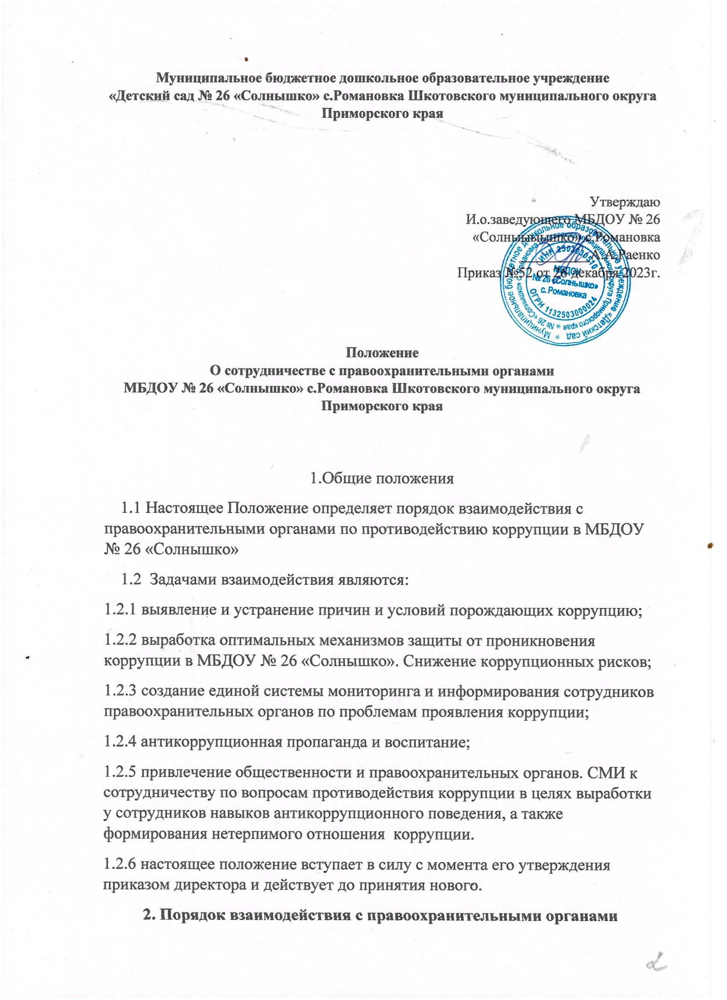 Муниципальное бюджетное дошкольное образовательное учреждение
«Детский сад № 26 «Солнышко» с.Романовка Шкотовского муниципального округа
Приморского края
Утверждаю
И.о.заведующего МБДОУ № 26
«Солныыышко» с.Романовка
А.А.Раенко
Приказ №52 от 26 декабря 2023г.
* Муниципальное бюджетное дошкольное образовательное учреждение «Детский сад
* № 26 «Солнышко» с. Романовка муниципального округа Приморского края
ИНН 2503030510
МБДОУ
№ 26 «Солнышко»
с. Романовка
ОГРН 1132503000024
Положение
О сотрудничестве с правоохранительными органами
МБДОУ № 26 «Солнышко» с.Романовка Шкотовского муниципального округа
Приморского края
1.Общие положения
1.1 Настоящее Положение определяет порядок взаимодействия с
правоохранительными органами по противодействию коррупции в МБДОУ
№ 26 «Солнышко»
1.2 Задачами взаимодействия являются:
1.2.1 выявление и устранение причин и условий порождающих коррупцию;
1.2.2 выработка оптимальных механизмов защиты от проникновения
коррупции в МБДОУ № 26 «Солнышко». Снижение коррупционных рисков;
1.2.3 создание единой системы мониторинга и информирования сотрудников
правоохранительных органов по проблемам проявления коррупции;
1.2.4 антикоррупционная пропаганда и воспитание;
1.2.5 привлечение общественности и правоохранительных органов. СМИ к
сотрудничеству по вопросам противодействия коррупции в целях выработки
у сотрудников навыков антикоррупционного поведения, а также
формирования нетерпимого отношения коррупции.
1.2.6 настоящее положение вступает в силу с момента его утверждения
приказом директора и действует до принятия нового.
2. Порядок взаимодействия с правоохранительными органами
2